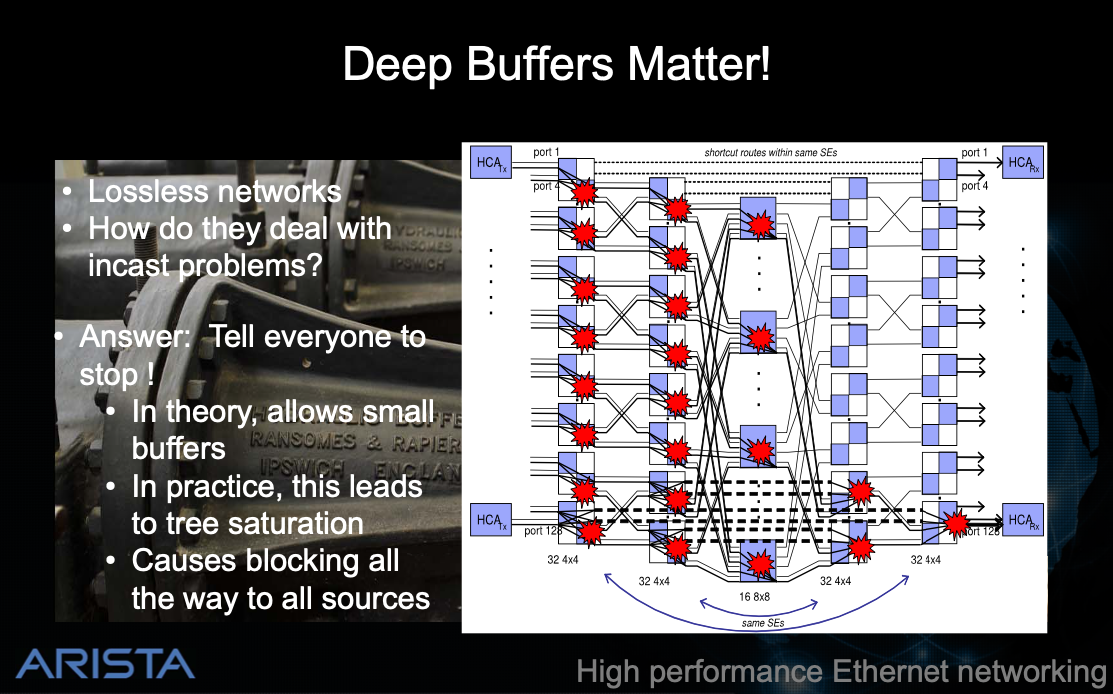 Deep Buffers Matter!
• Lossless networks
• How do they deal with
incast problems?
• Answer:  Tell everyone to
stop !
• In theory, allows small
buffers
• In practice, this leads
to tree saturation
• Causes blocking all
the way to all sources
HYDRAULI
RANSOMES &
IPSWICH
RANSOMES & RAPIER
IPSWICH ENGLAN
HCA Tx
port 1
port 4
shortcut routes within same SEs
port 1
port 4
HCA Rx
HCA Tx
port 128
port 128
HCA Rx
32 4x4
32 4x4
16 8x8
32 4x4
32 4x4
same SEs
ARISTA
High performance Ethernet networking